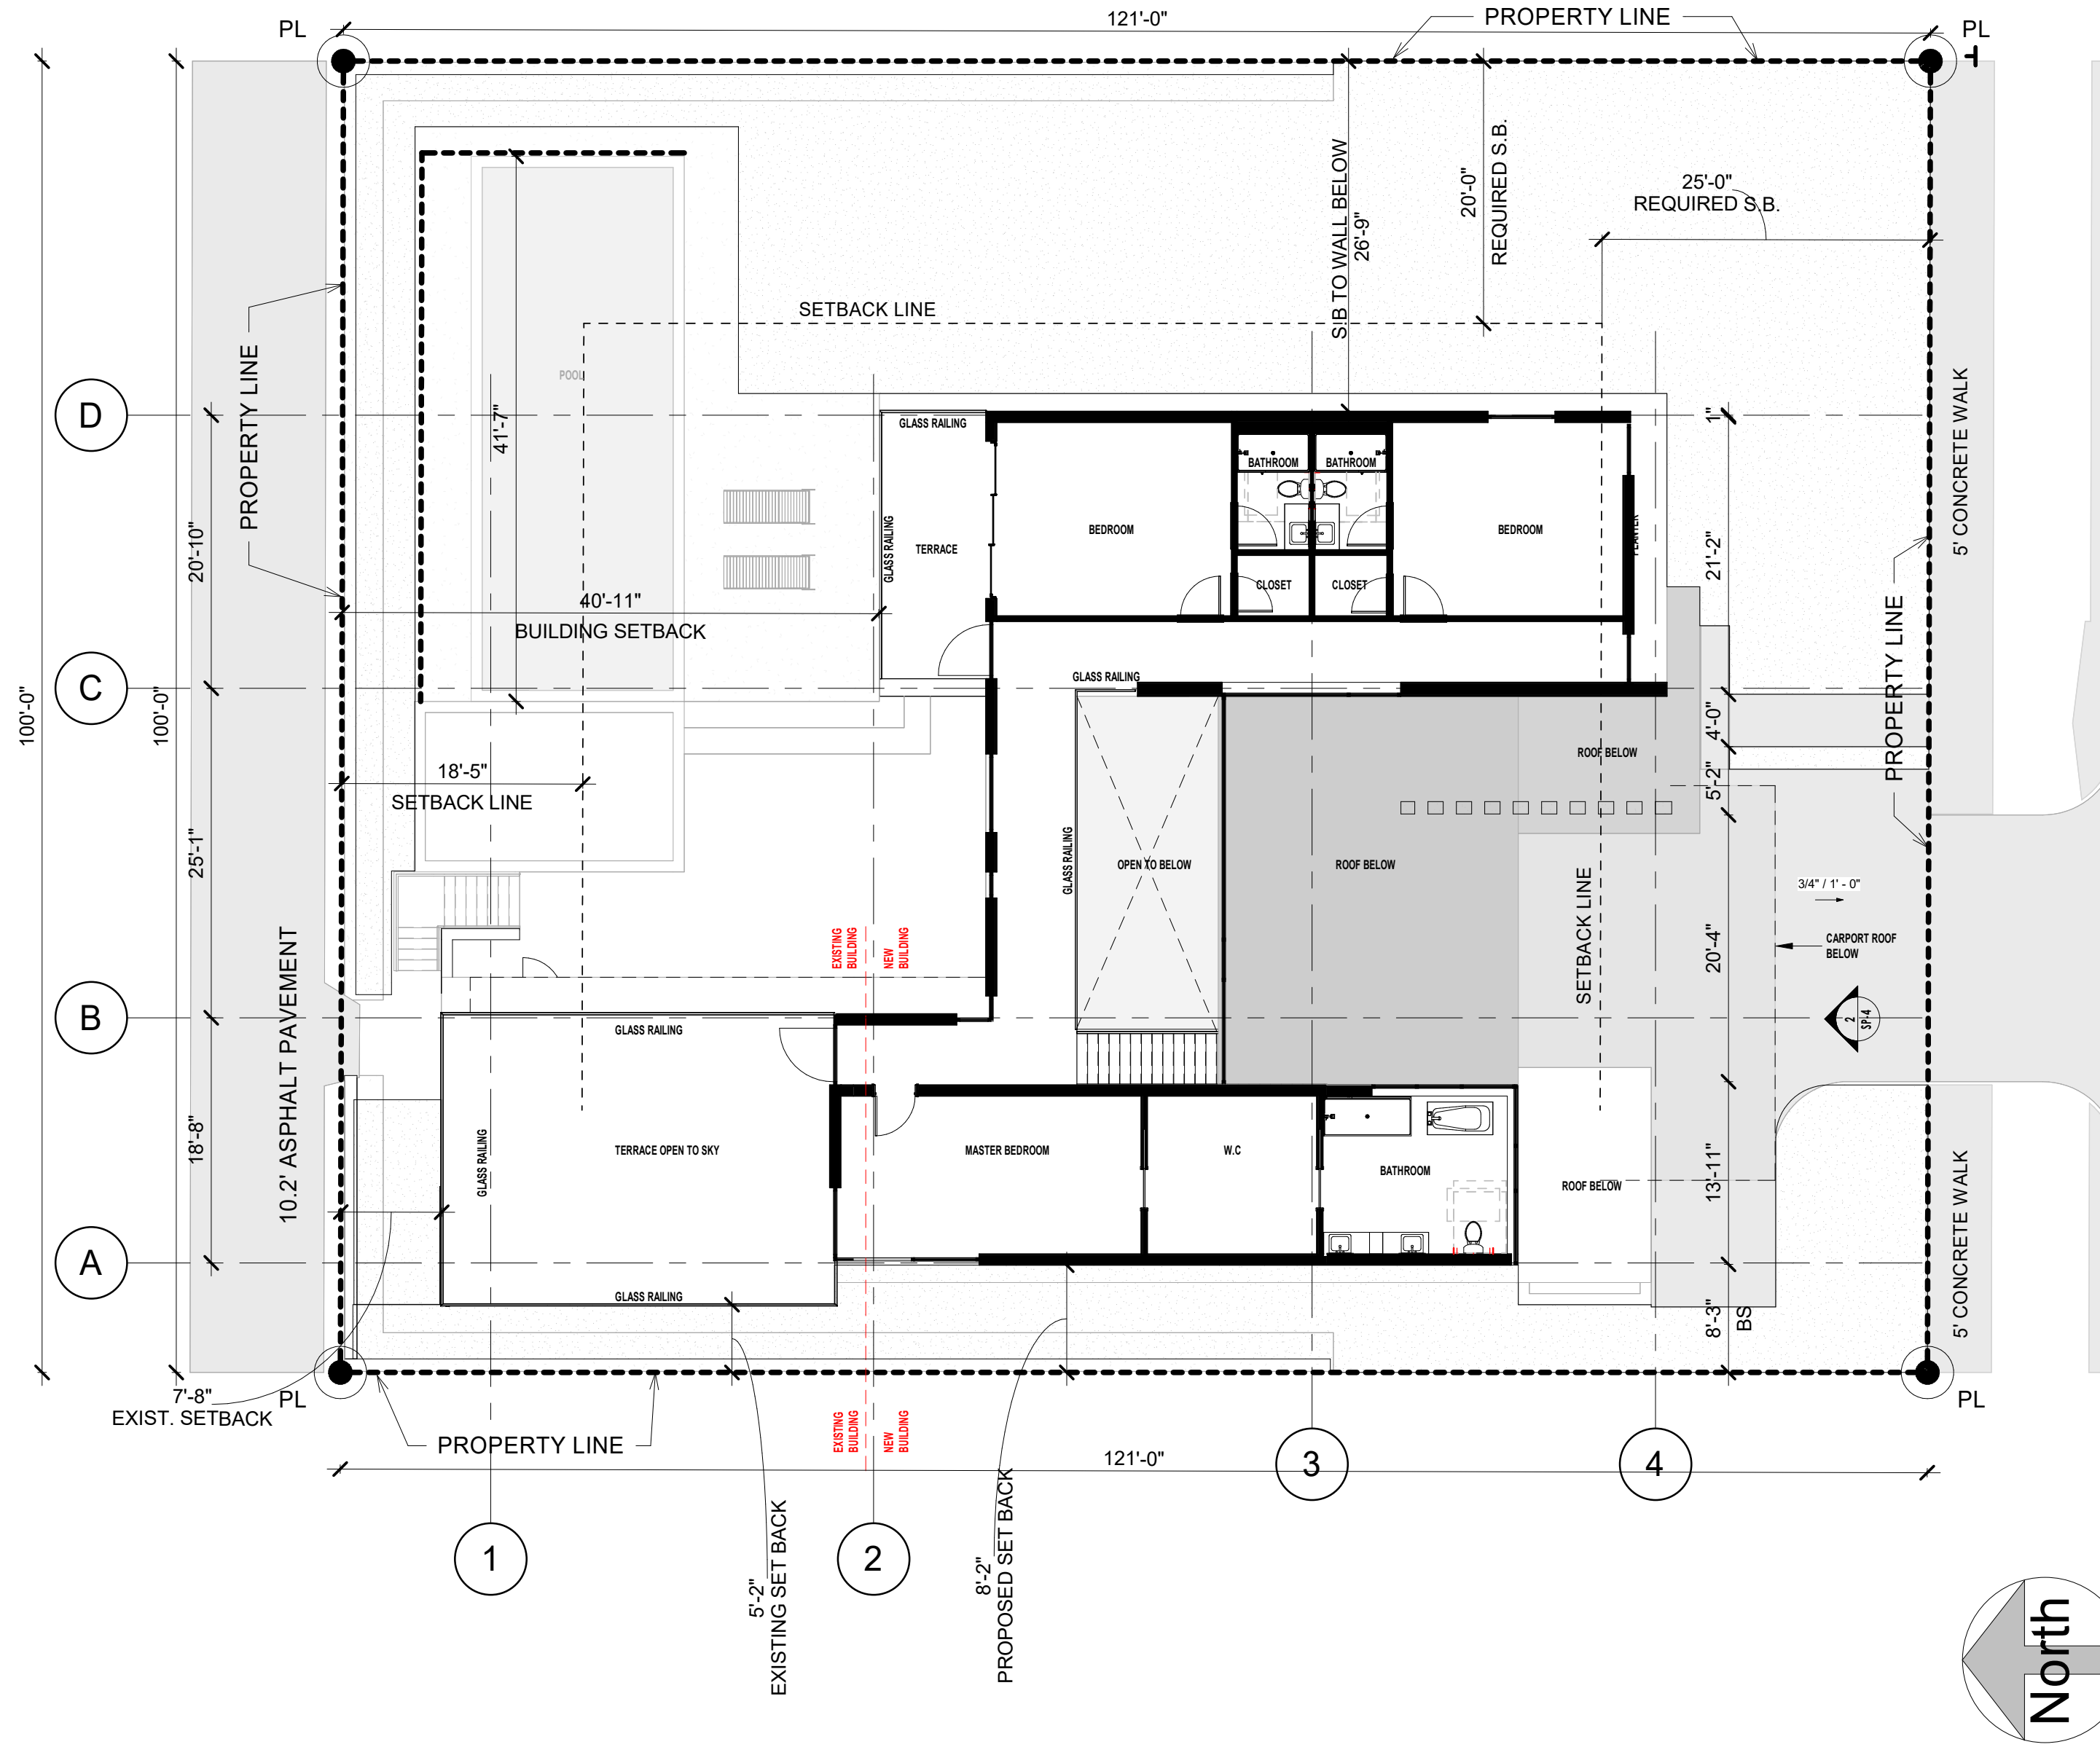 121'-0"
PROPERTY LINE
PL
PL
S.B TO WALL BELOW
26'-9"
20'-0"
REQUIRED S.B.
25'-0"
REQUIRED S.B.
SETBACK LINE
PROPERTY LINE
POOL
41'-7"
D
C
B
A
100'-0"
100'-0"
20'-10"
25'-1"
18'-8"
GLASS RAILING
GLASS RAILING
TERRACE
BEDROOM
BATHROOM
BATHROOM
CLOSET
CLOSET
BEDROOM
PLANTER
1"
21'-2"
4'-0"
5'-2"
20'-4"
13'-11"
8'-3"
BS
5' CONCRETE WALK
PROPERTY LINE
40'-11"
BUILDING SETBACK
GLASS RAILING
18'-5"
SETBACK LINE
GLASS RAILING
OPEN TO BELOW
ROOF BELOW
ROOF BELOW
SETBACK LINE
3/4" / 1' - 0"
CARPORT ROOF
BELOW
2
SP-4
EXISTING
BUILDING
NEW
BUILDING
10.2' ASPHALT PAVEMENT
GLASS RAILING
GLASS RAILING
TERRACE OPEN TO SKY
MASTER BEDROOM
W.C
BATHROOM
ROOF BELOW
5' CONCRETE WALK
GLASS RAILING
7'-8"
EXIST. SETBACK
PL
PL
PROPERTY LINE
EXISTING
BUILDING
NEW
BUILDING
121'-0"
1
2
3
4
5'-2"
EXISTING SET BACK
8'-2"
PROPOSED SET BACK
North